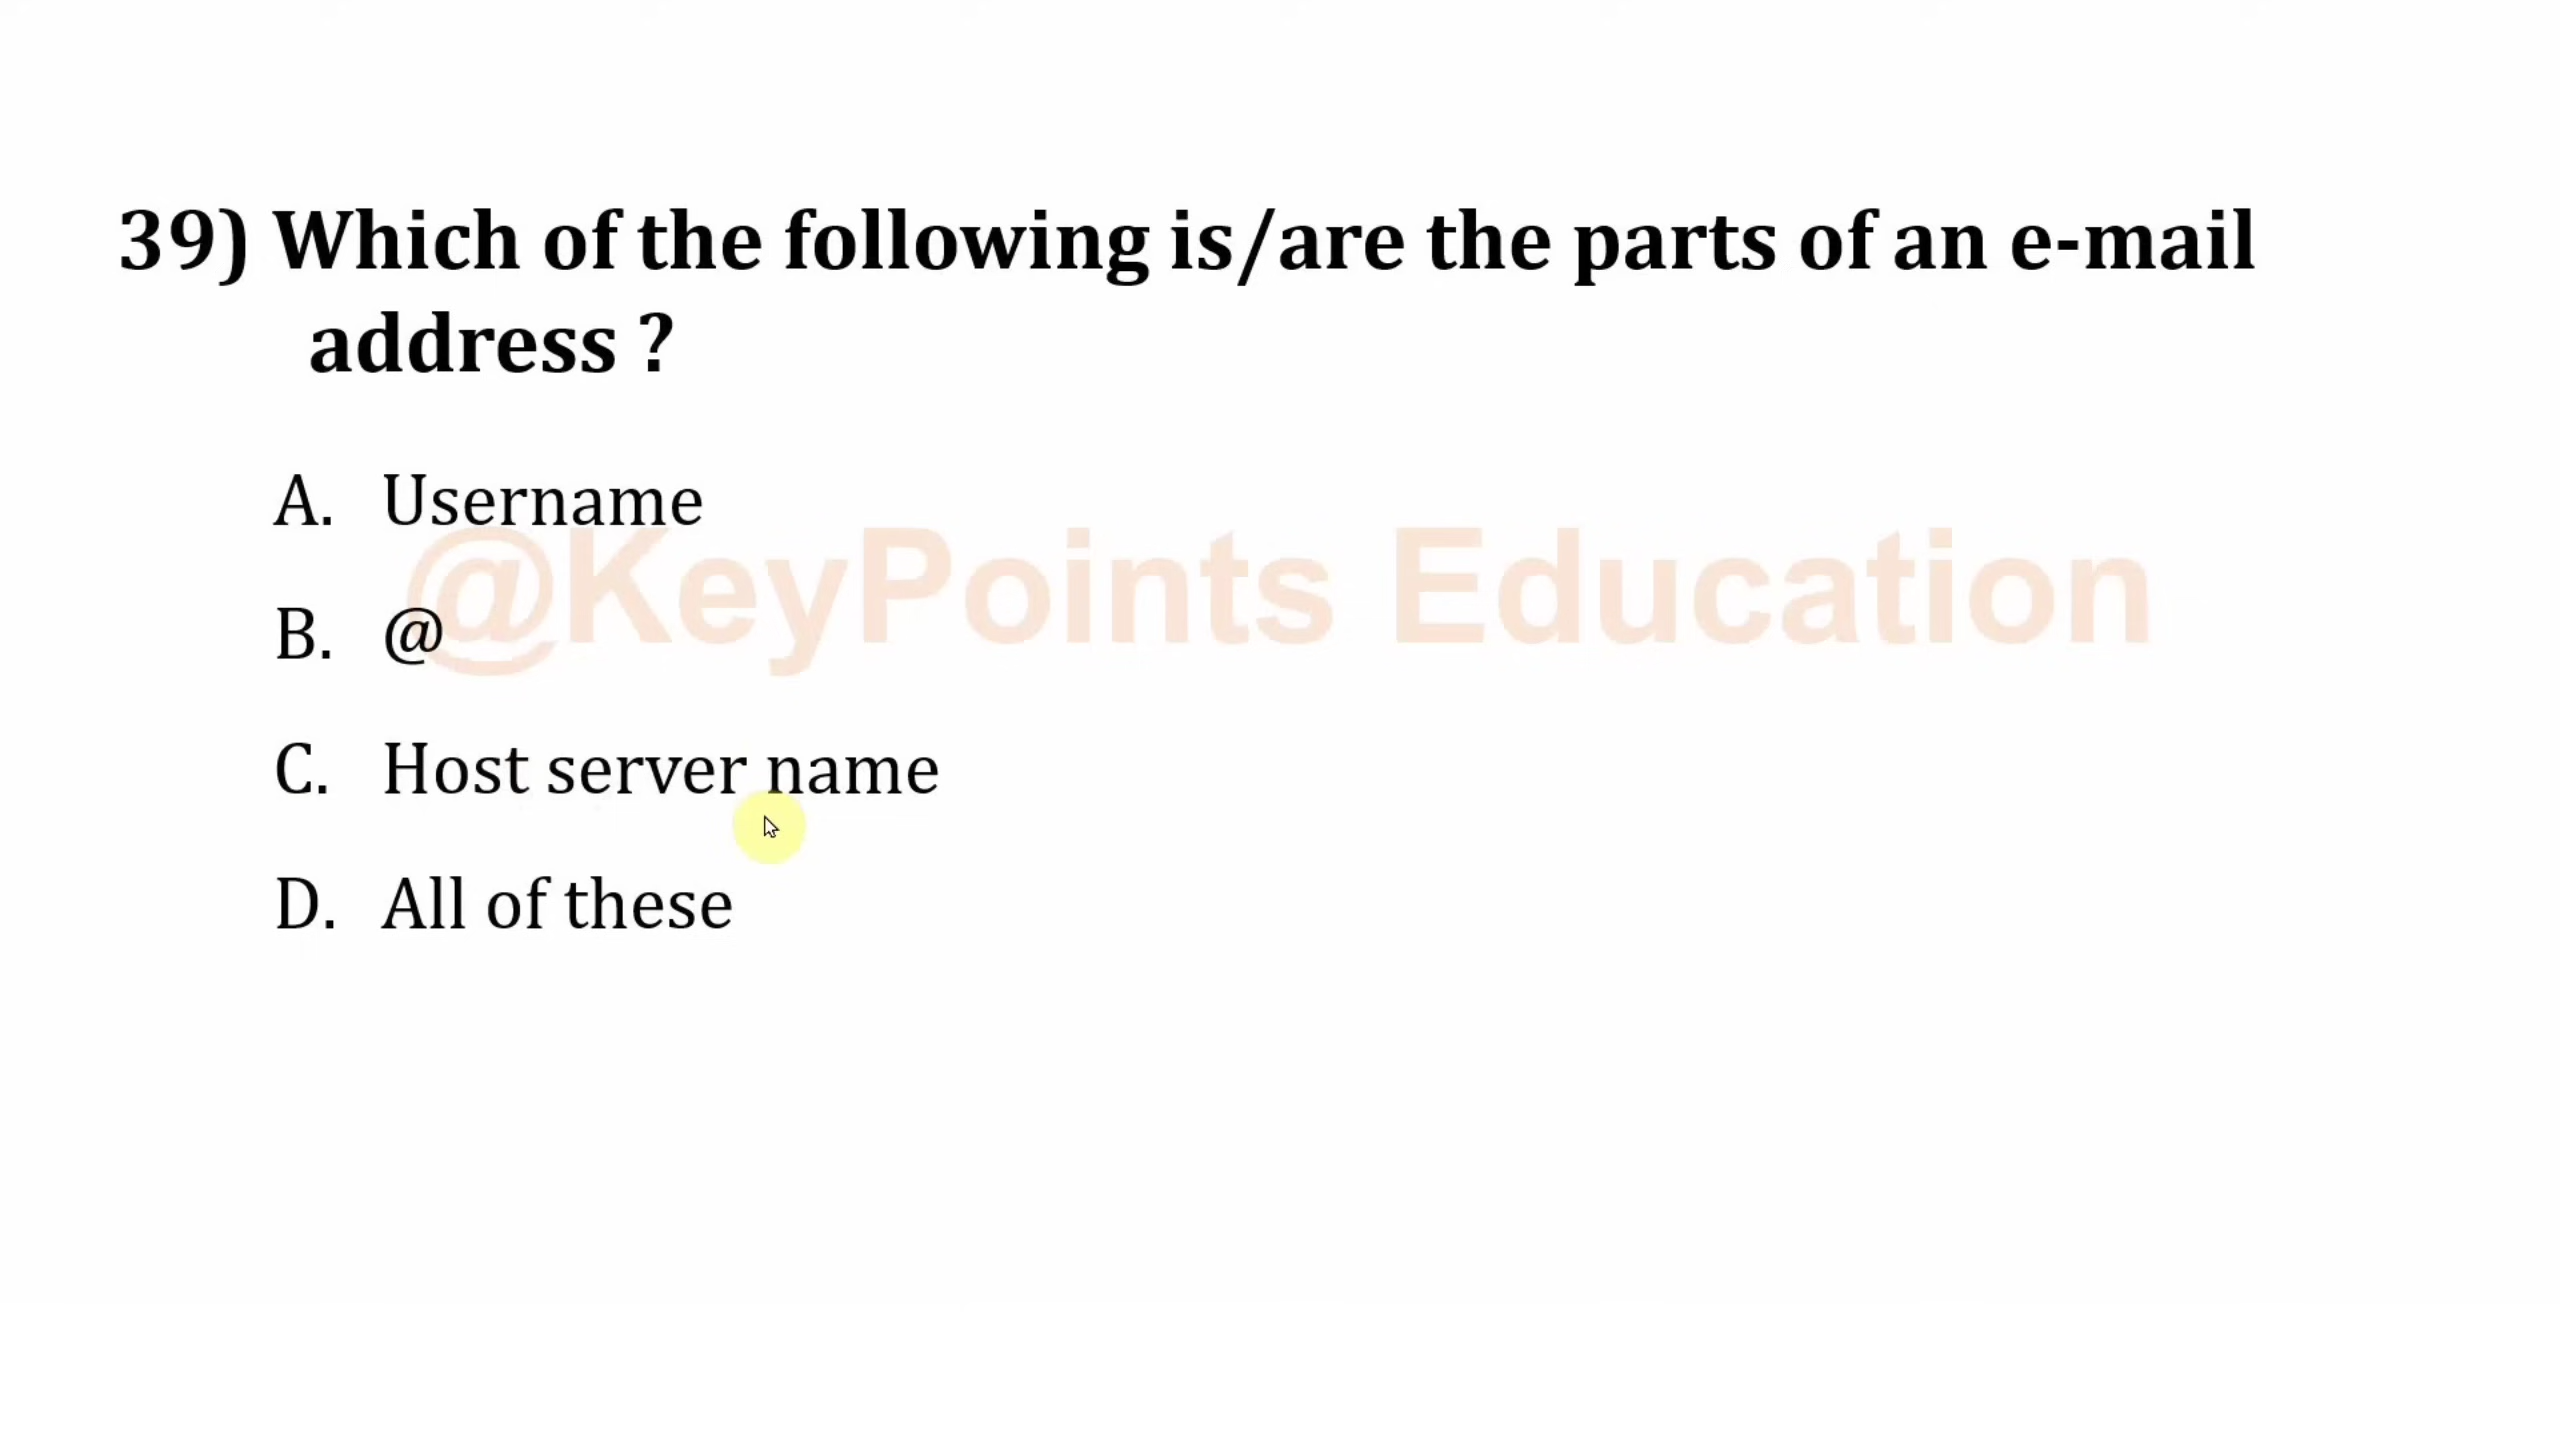 39) Which of the following is/are the parts of an e-mail
address ?
A. Username
@KeyPoints Education
B. @
C. Host server name
D. All of these